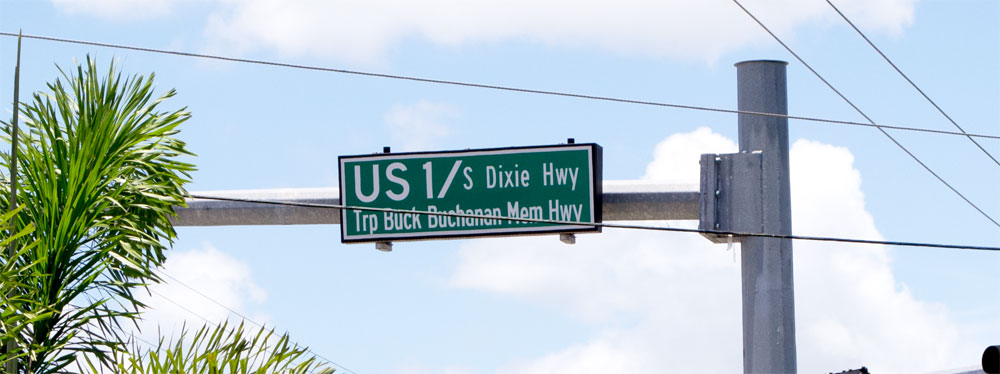 US 1/ S Dixie Hwy
Trp Buck Buchanan Mem Hwy